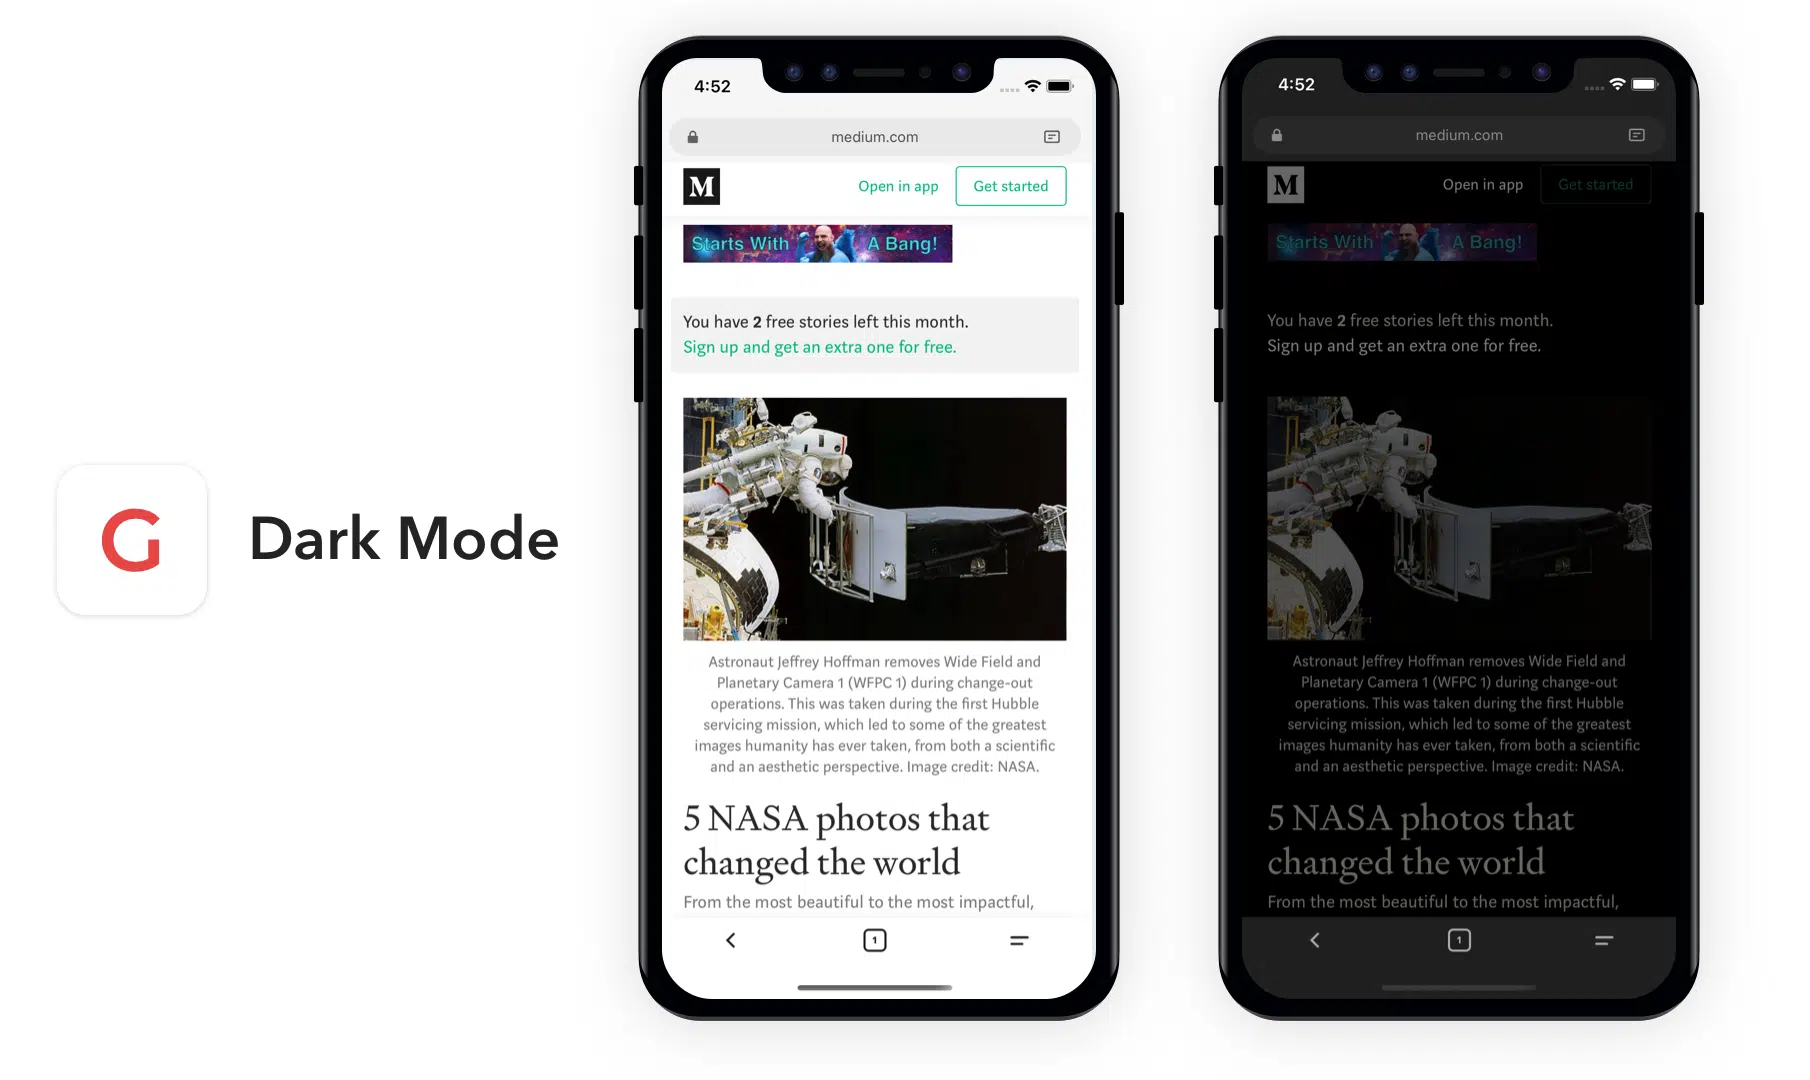 G
Dark Mode
4:52
medium.com
M
Open in app
Get started
Starts With A Bang!
You have 2 free stories left this month.
Sign up and get an extra one for free.
Astronaut Jeffrey Hoffman removes Wide Field and
Planetary Camera 1 (WFPC 1) during change-out
operations. This was taken during the first Hubble
servicing mission, which led to some of the greatest
images humanity has ever taken, from both a scientific
and an aesthetic perspective. Image credit: NASA.
5 NASA photos that
changed the world
From the most beautiful to the most impactful,
1
4:52
medium.com
M
Open in app
Get started
Starts With A Bang!
You have 2 free stories left this month.
Sign up and get an extra one for free.
Astronaut Jeffrey Hoffman removes Wide Field and
Planetary Camera 1 (WFPC 1) during change-out
operations. This was taken during the first Hubble
servicing mission, which led to some of the greatest
images humanity has ever taken, from both a scientific
and an aesthetic perspective. Image credit: NASA.
5 NASA photos that
changed the world
From the most beautiful to the most impactful,
1